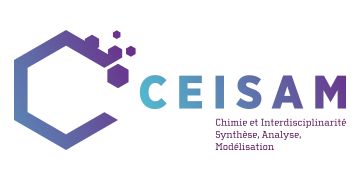 CEISAM
Chimie et Interdisciplinarité
Synthèse, Analyse,
Modélisation